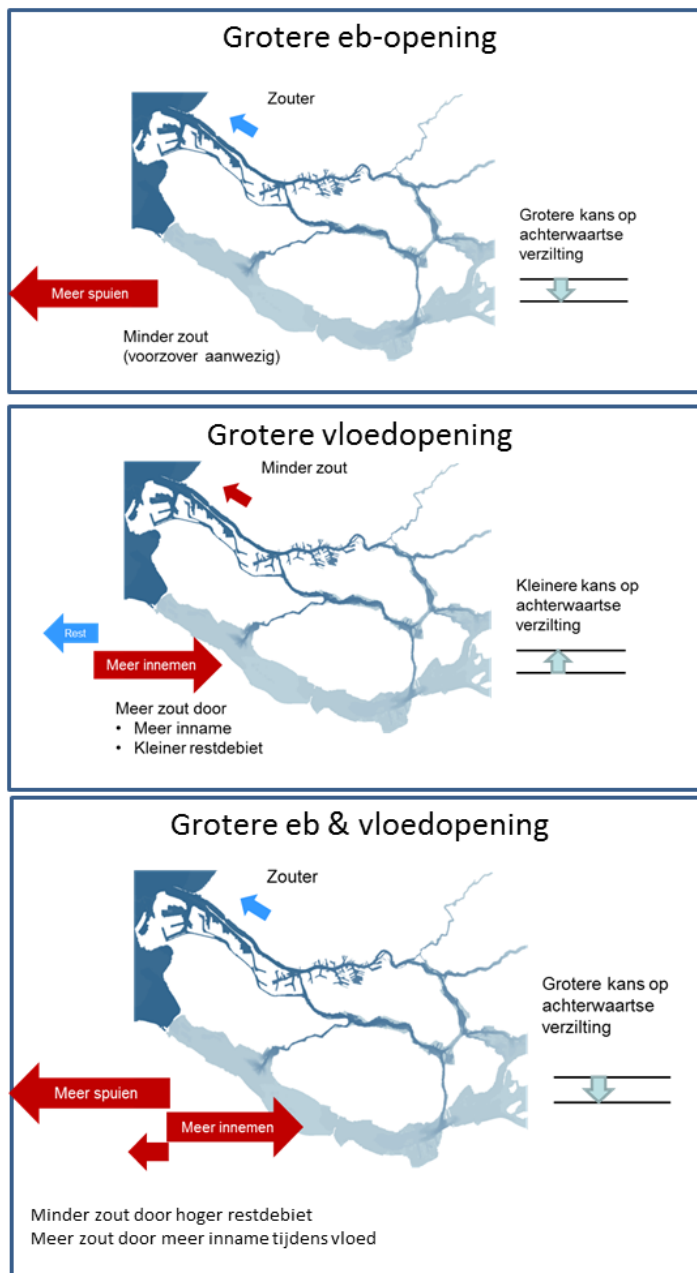 Grotere eb-opening
Zouter
Grotere kans op
achterwaartse
verzilting
Meer spuien
Minder zout
(voorzover aanwezig)
Grotere vloedopening
Minder zout
Kleinere kans op
achterwaartse
verzilting
Rest
Meer innemen
Meer zout door
• Meer inname
• Kleiner restdebiet
Grotere eb & vloedopening
Zouter
Grotere kans op
achterwaartse
verzilting
Meer spuien
Meer innemen
Minder zout door hoger restdebiet
Meer zout door meer inname tijdens vloed